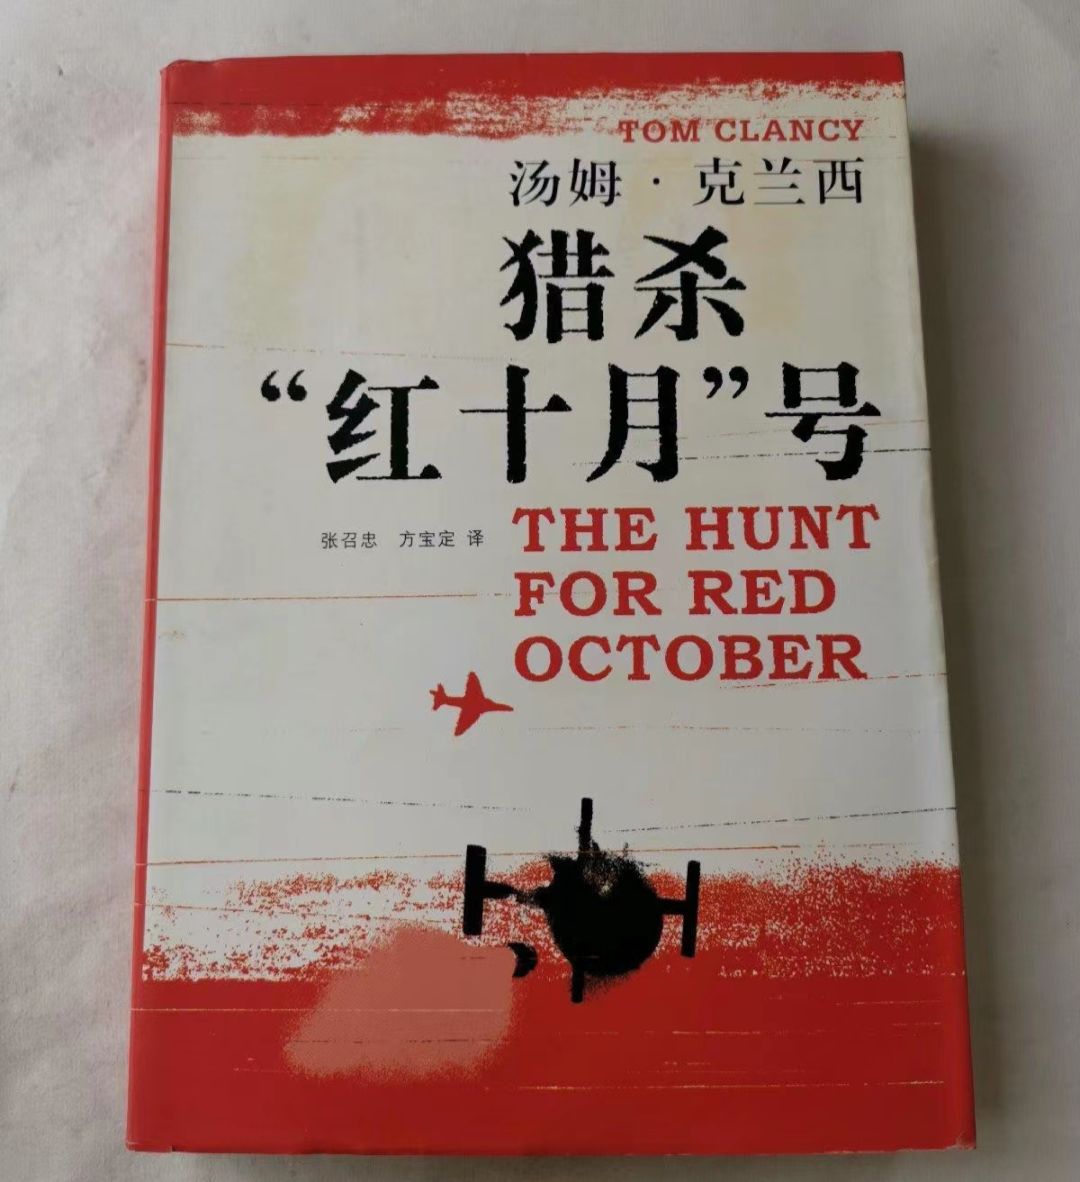 TOM CLANCY
汤姆·克兰西
猎杀
“红十月”号
张召忠 方宝定 译
THE HUNT
FOR RED
OCTOBER